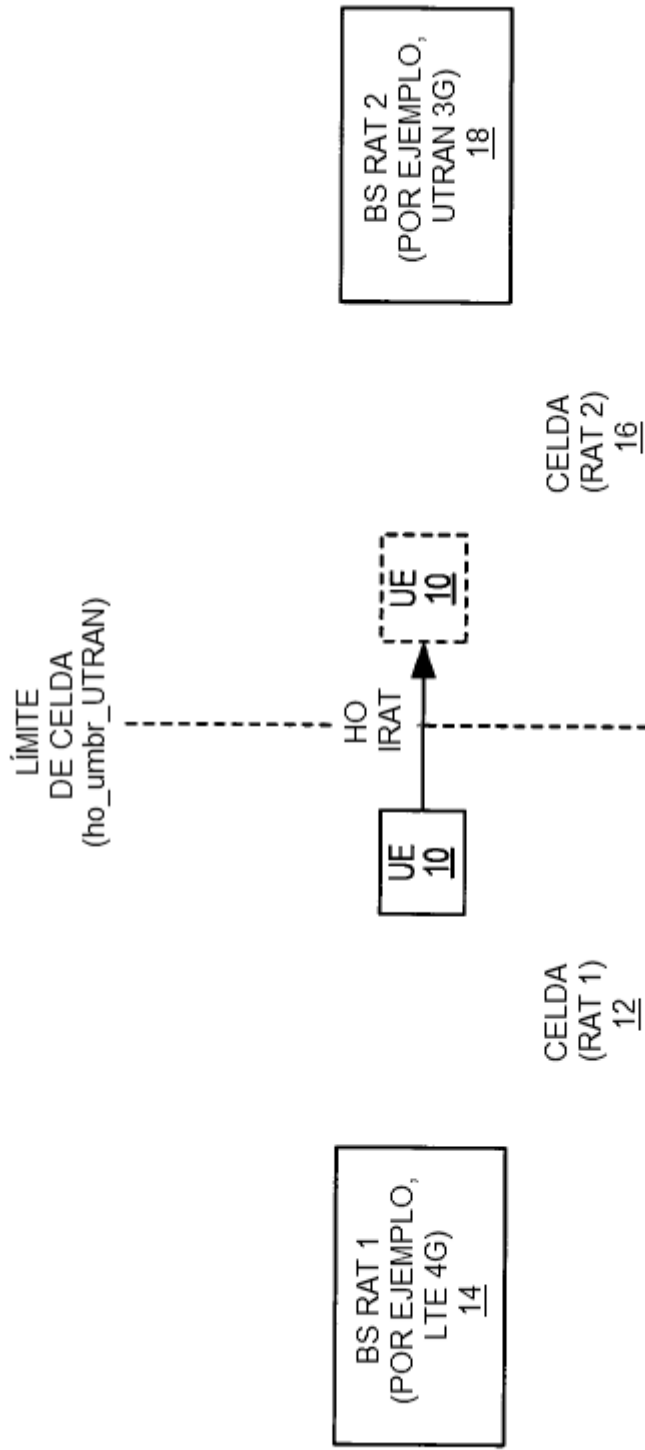 LÍMITE
DE CELDA
(ho_umbr_UTRAN)
BS RAT 1
(POR EJEMPLO,
LTE 4G)
14
UE
10
HO
IRAT
UE
10
BS RAT 2
(POR EJEMPLO,
UTRAN 3G)
18
CELDA
(RAT 1)
12
CELDA
(RAT 2)
16